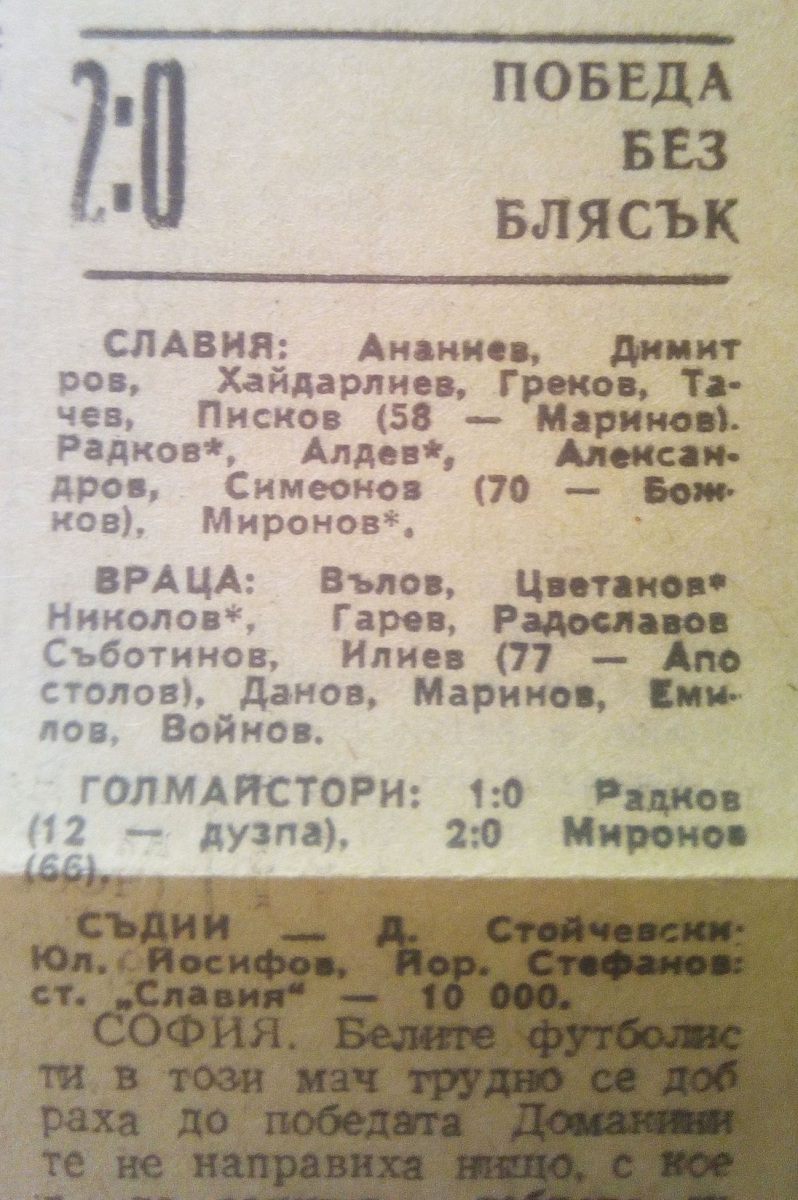 2:0
ПОБЕДА
БЕЗ
БЛЯСЪК
СЛАВИЯ: Ананиев, Димит
ров, Хайдарлиев, Греков, Та-
чев, Писков (58 — Маринов).
Радков*, Алдев*, Алексан-
дров, Симеонов (70 — Бож-
ков), Миронов*.
ВРАЦА: Вълов, Цветанов*
Николов*, Гарев, Радославов
Съботинов, Илиев (77 — Апо
столов), Данов, Маринов, Еми-
лов, Войнов.
ГОЛМАЙСТОРИ: 1:0 Радков
(12 — дузпа), 2:0 Миронов
(66).
СЪДИИ — Д. Стойчевски:
Юл. Йосифов, Йор. Стефанов:
ст. „Славия“ — 10 000.
СОФИЯ. Белите футболис
ти в този мач трудно се доб
раха до победата Домакини
те не направиха нищо, с кое